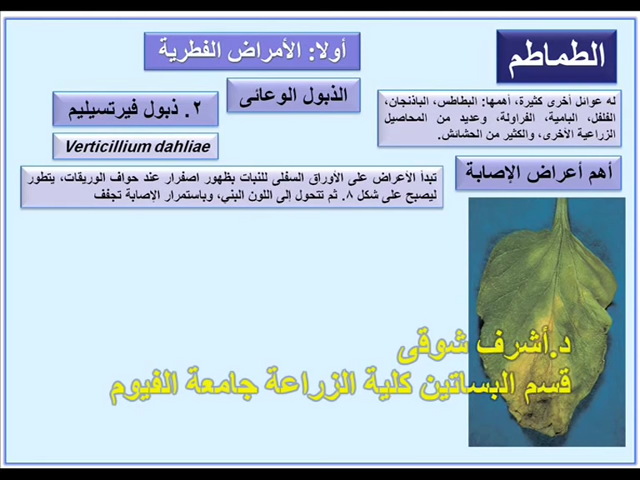 الطماطم
أولا: الأمراض الفطرية
الذبول الوعائى
٢. ذبول فيرتسيليم
Verticillium dahliae
له عوائل أخرى كثيرة، أهمها: البطاطس، الباذنجان،
الفلفل، البامية، الفراولة، وعديد من المحاصيل
الزراعية الأخرى، والكثير من الحشائش.
أهم أعراض الإصابة
تبدأ الأعراض على الأوراق السفلى للنبات بظهور اصفرار عند حواف الوريقات، يتطور
ليصبح على شكل ٨. ثم تتحول إلى اللون البني، وباستمرار الإصابة تجفف
د.أشرف شوقى
قسم البساتين كلية الزراعة جامعة الفيوم